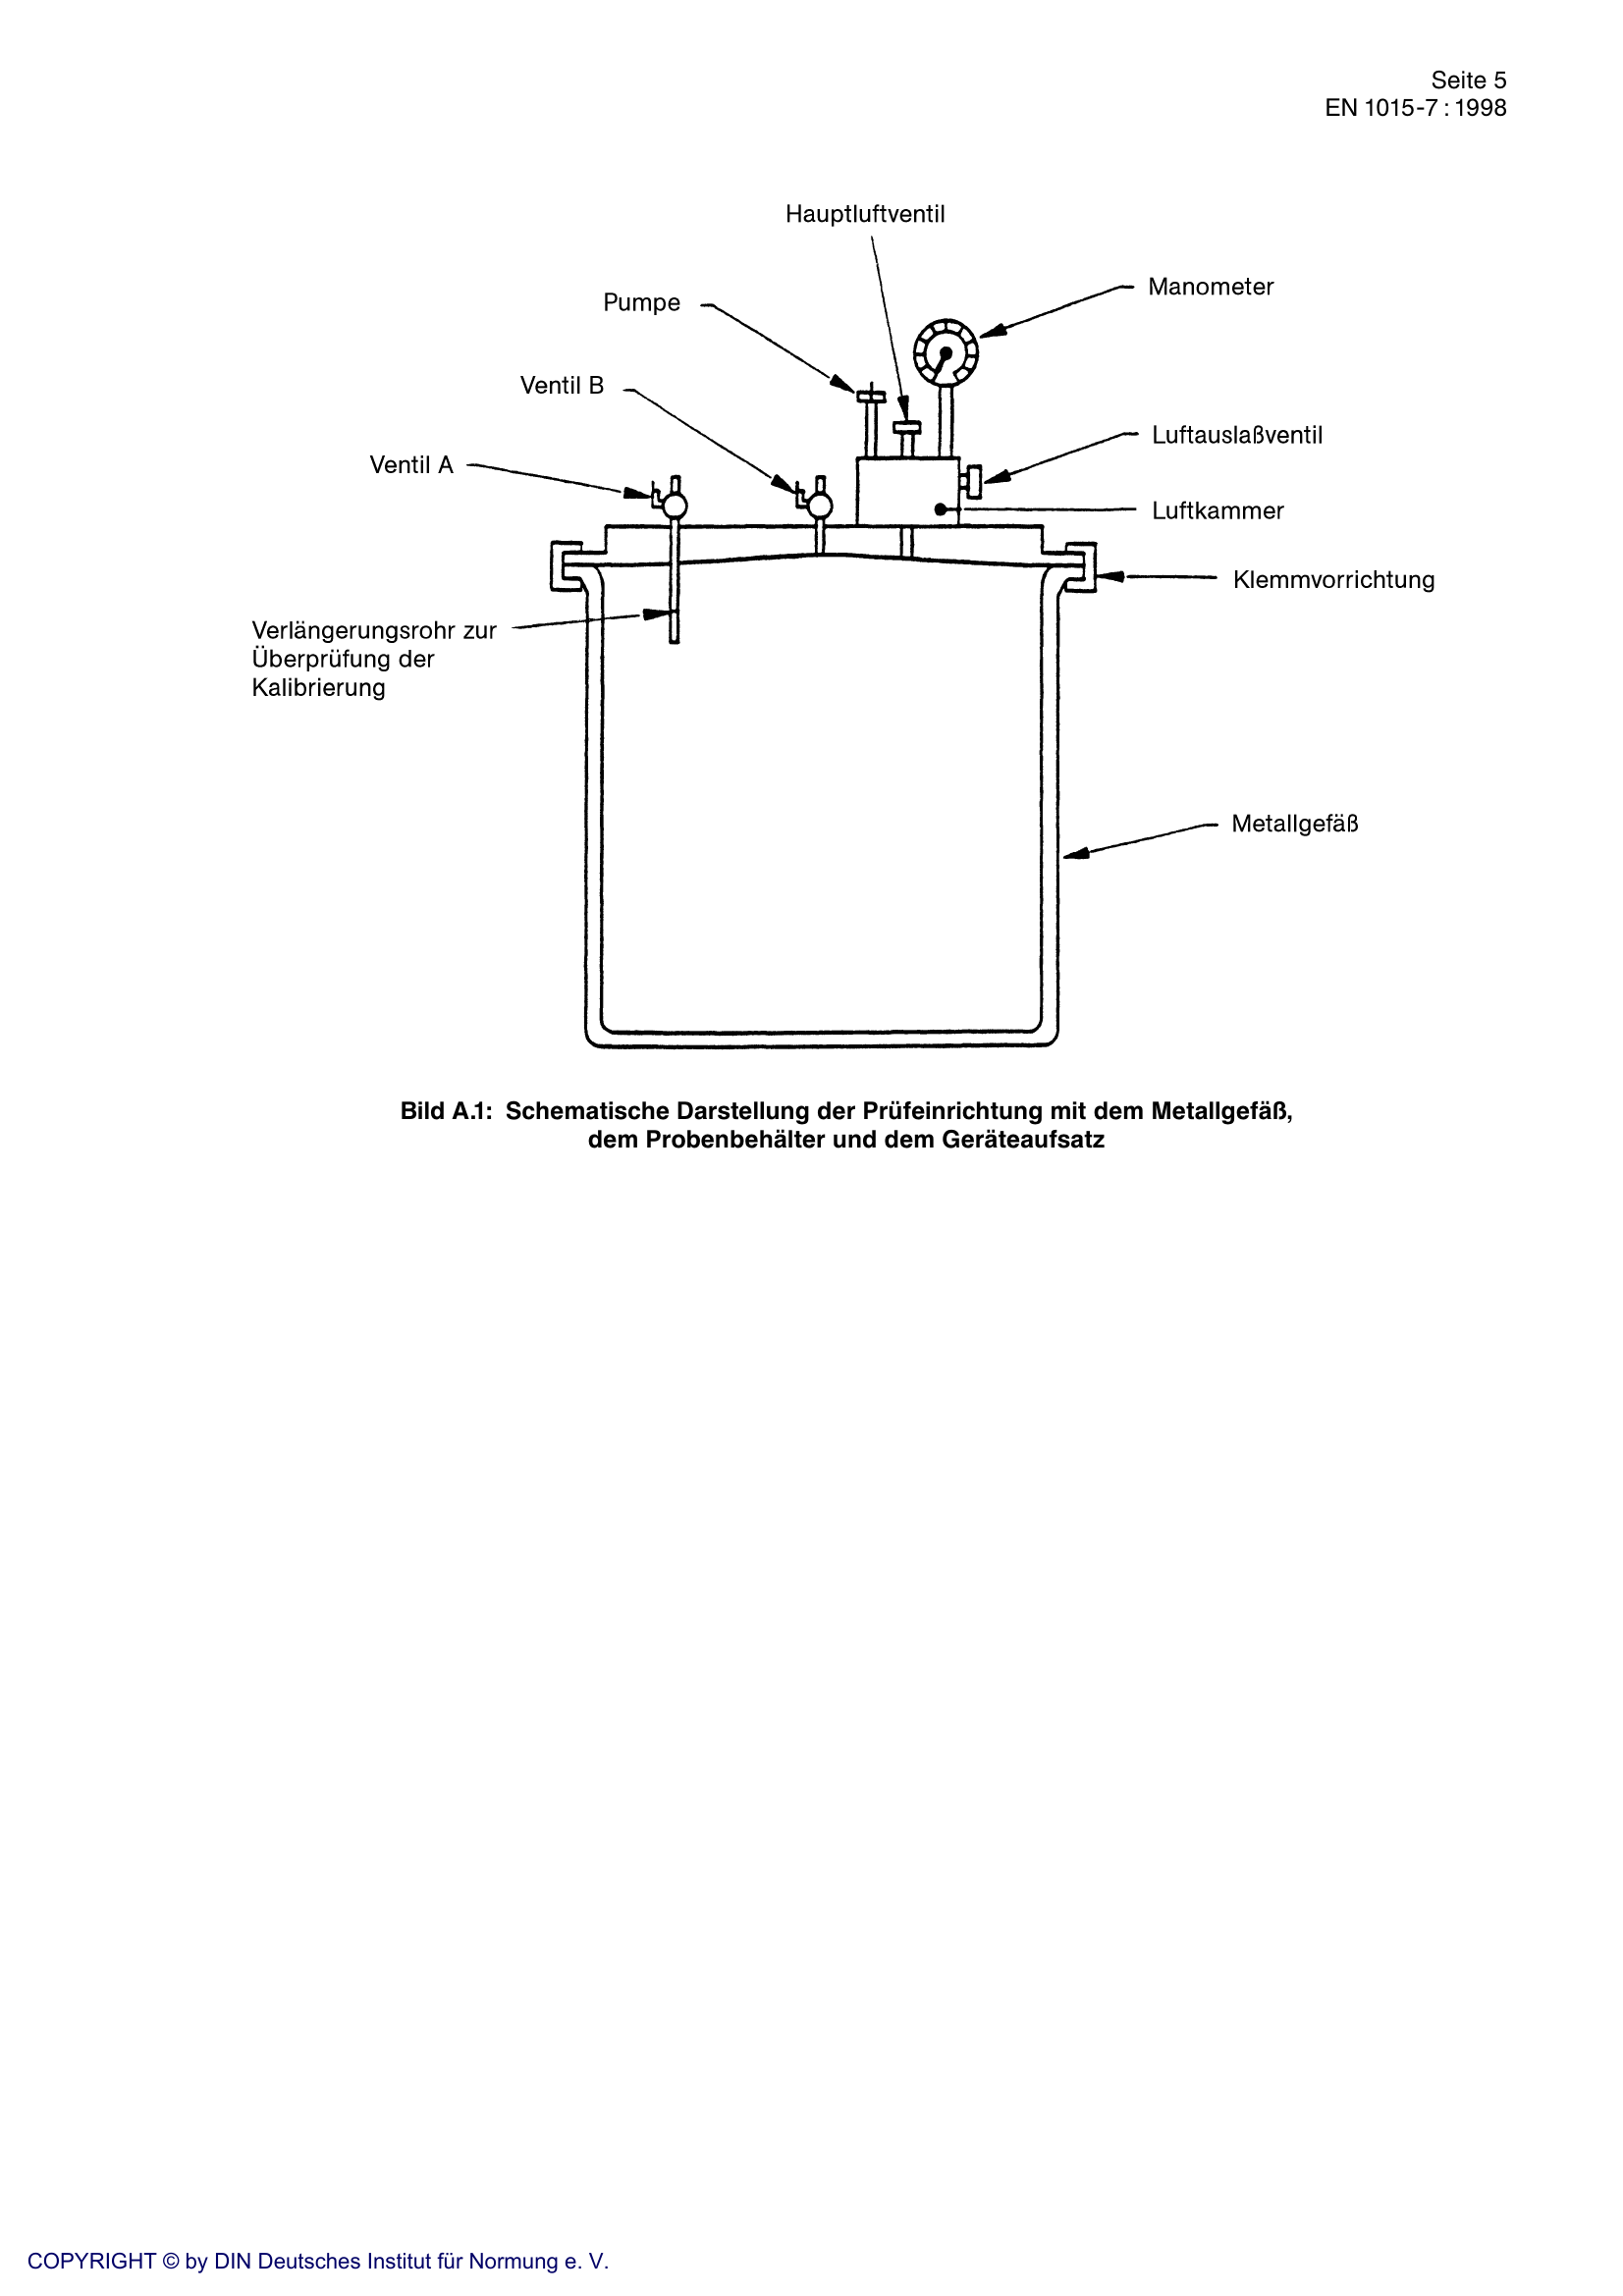 Seite 5
EN 1015-7 : 1998
Hauptluftventil
Manometer
Pumpe
Ventil B
Luftauslaßventil
Ventil A
Luftkammer
Klemmvorrichtung
Verlängerungsrohr zur
Überprüfung der
Kalibrierung
Metallgefäß
Bild A.1: Schematische Darstellung der Prüfeinrichtung mit dem Metallgefäß,
dem Probenbehälter und dem Geräteaufsatz
COPYRIGHT © by DIN Deutsches Institut für Normung e. V.